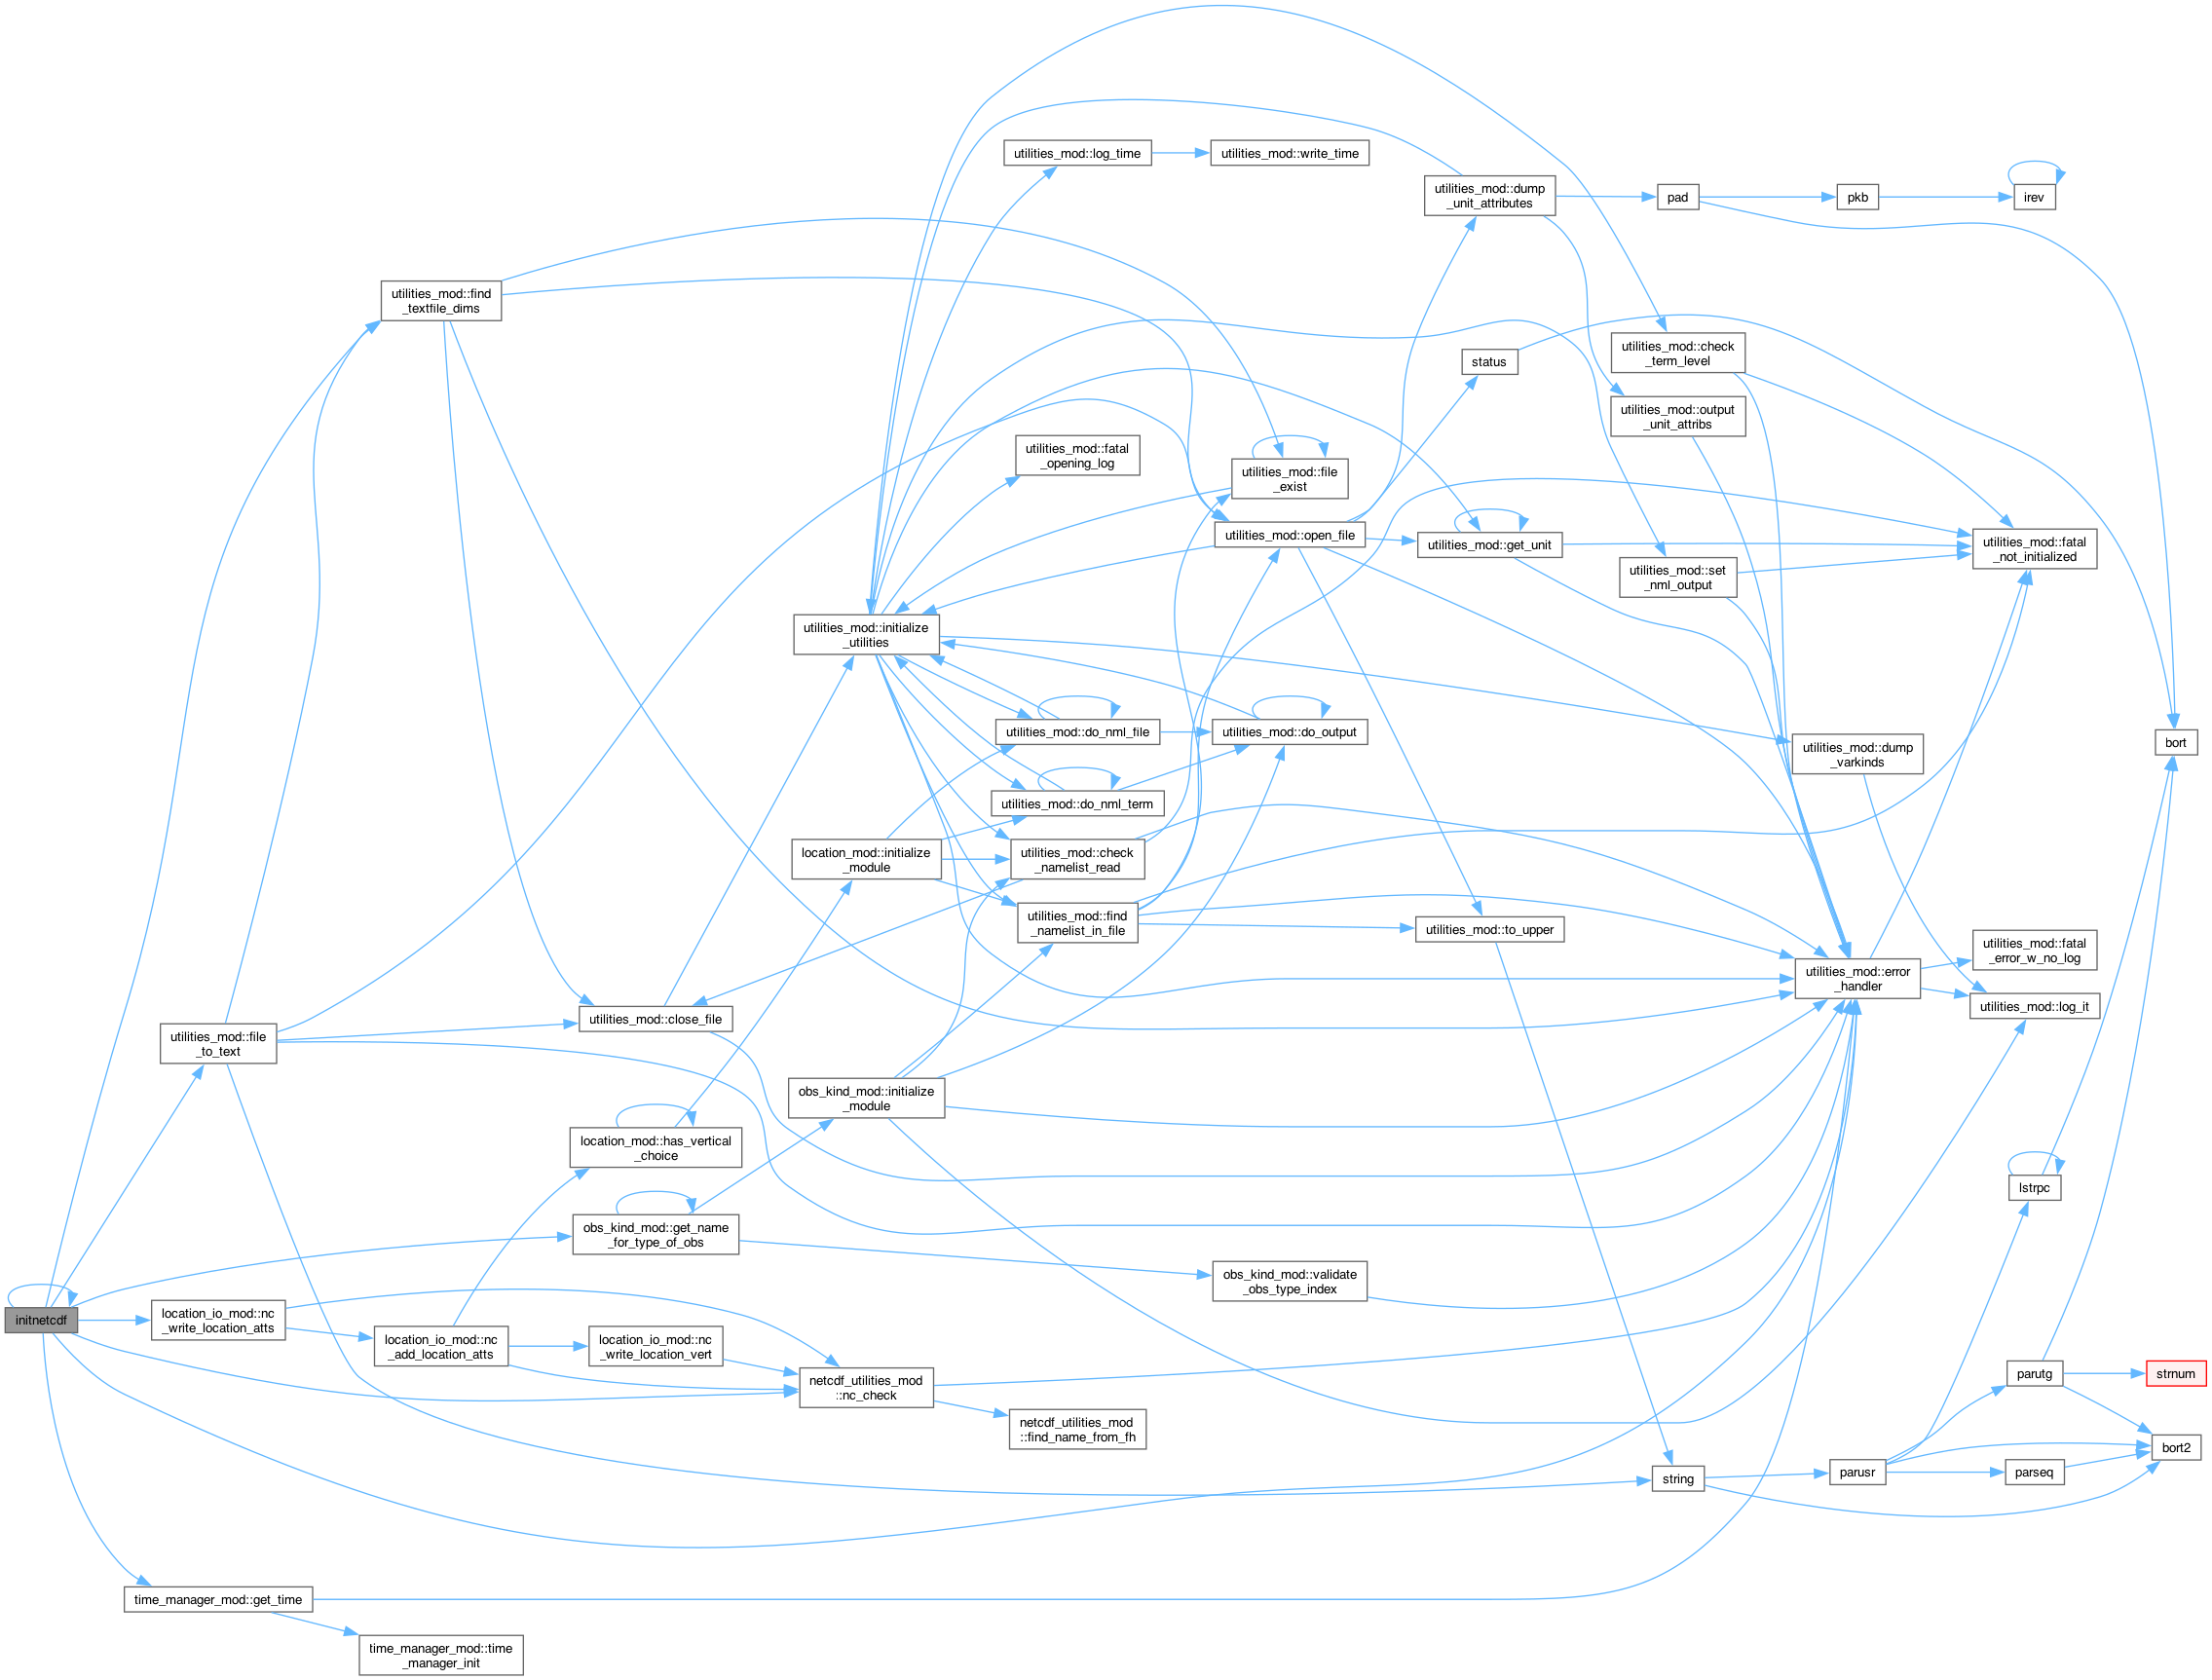 utilities_mod::log_time
utilities_mod::write_time
utilities_mod::dump
_unit_attributes
pad
pkb
irev
utilities_mod::find
_textfile_dims
status
utilities_mod::check
_term_level
utilities_mod::output
_unit_attribs
utilities_mod::fatal
_opening_log
utilities_mod::file
_exist
utilities_mod::open_file
utilities_mod::get_unit
utilities_mod::set
_nml_output
utilities_mod::fatal
_not_initialized
utilities_mod::initialize
_utilities
utilities_mod::do_nml_file
utilities_mod::do_output
utilities_mod::dump
_varkinds
bort
utilities_mod::do_nml_term
location_mod::initialize
_module
utilities_mod::check
_namelist_read
utilities_mod::find
_namelist_in_file
utilities_mod::to_upper
utilities_mod::error
_handler
utilities_mod::fatal
_error_w_no_log
utilities_mod::log_it
utilities_mod::close_file
utilities_mod::file
_to_text
obs_kind_mod::initialize
_module
location_mod::has_vertical
_choice
lstrpc
obs_kind_mod::get_name
_for_type_of_obs
obs_kind_mod::validate
_obs_type_index
initnetcdf
location_io_mod::nc
_write_location_atts
location_io_mod::nc
_add_location_atts
location_io_mod::nc
_write_location_vert
netcdf_utilities_mod
::nc_check
netcdf_utilities_mod
::find_name_from_fh
parutg
strnum
bort2
string
parusr
parseq
time_manager_mod::get_time
time_manager_mod::time
_manager_init